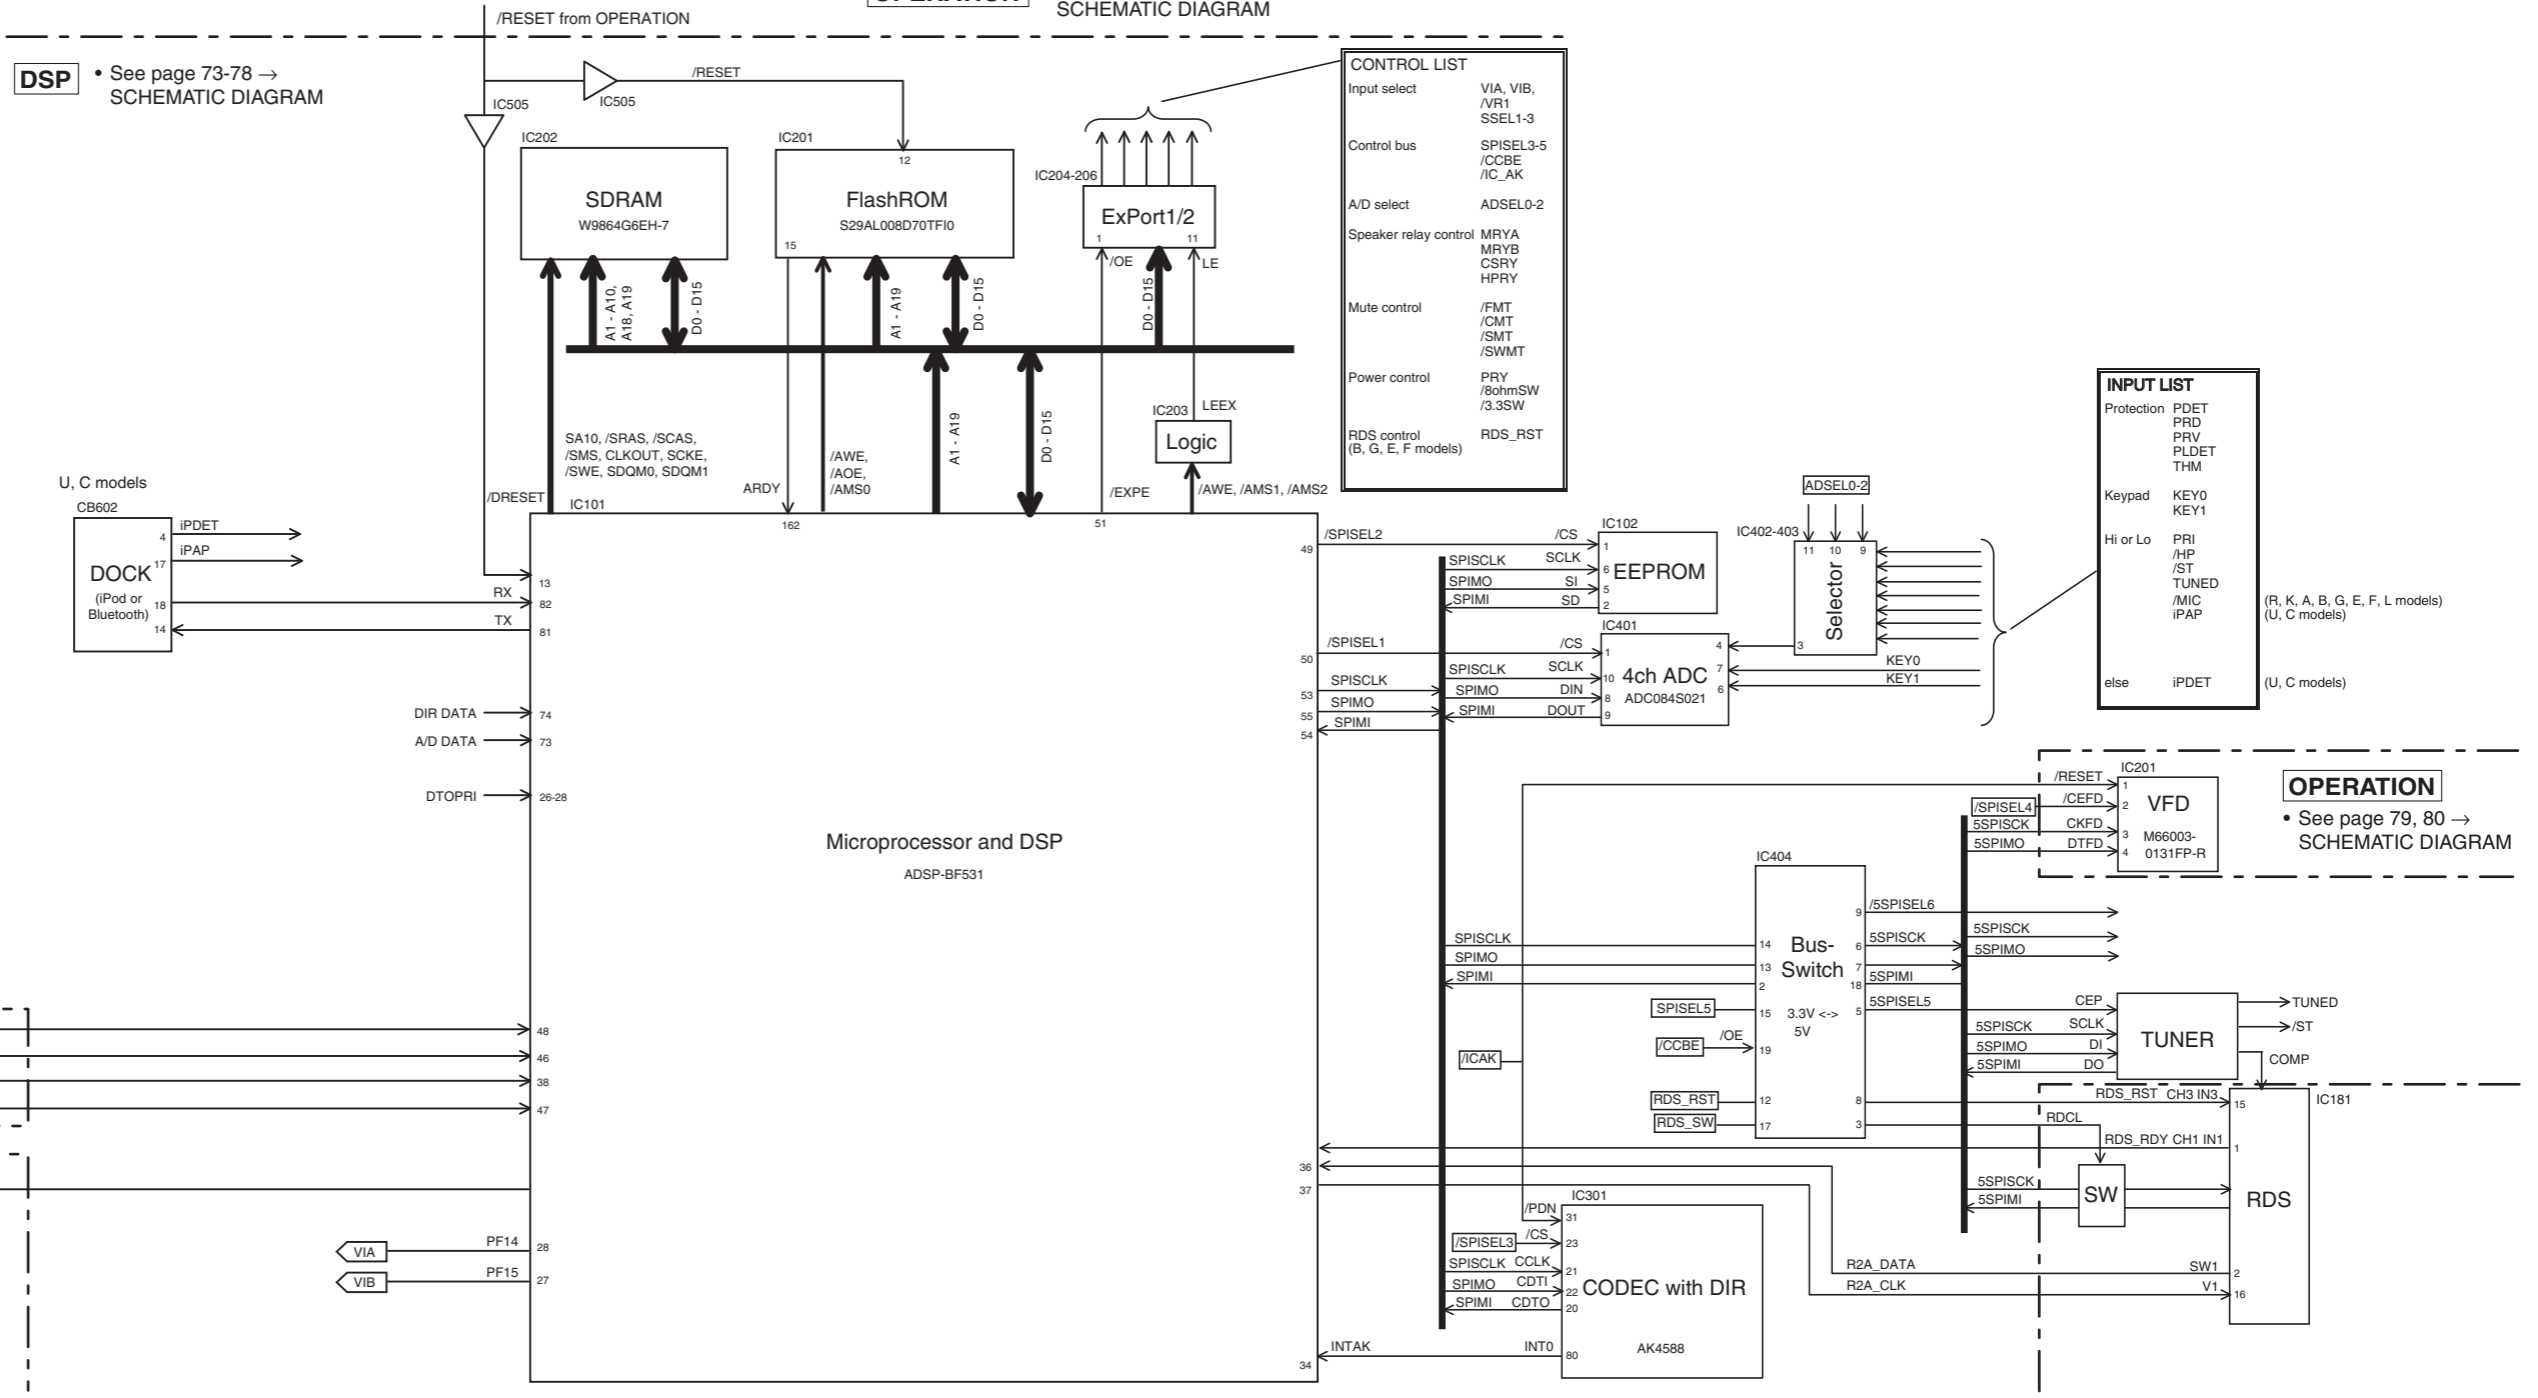 SCHEMATIC DIAGRAM
/RESET from OPERATION
DSP
• See page 73-78 →
SCHEMATIC DIAGRAM
IC505
IC505
/RESET
IC202
SDRAM
W9864G6EH-7
IC201
12
FlashROM
S29AL008D70TFI0
15
IC204-206
ExPort1/2
1
11
/OE
LE
A1 - A10,
A18, A19
D0 - D15
A1 - A19
D0 - D15
D0 - D15
CONTROL LIST
Input select VIA, VIB,
/VR1
SSEL1-3
Control bus SPISEL3-5
/CCBE
/IC_AK
A/D select ADSEL0-2
Speaker relay control MRYA
MRYB
CSRY
HPRY
Mute control /FMT
/CMT
/SMT
/SWMT
Power control PRY
/8ohmSW
/3.3SW
RDS control RDS_RST
(B, G, E, F models)
INPUT LIST
Protection PDET
PRD
PRV
PLDET
THM
Keypad KEY0
KEY1
Hi or Lo PRI
/HP
/ST
TUNED
/MIC (R, K, A, B, G, E, F, L models)
iPAP (U, C models)
else iPDET (U, C models)
SA10, /SRAS, /SCAS,
/SMS, CLKOUT, SCKE,
/SWE, SDQM0, SDQM1
/DRESET
IC101
ARDY
/AWE,
/AOE,
/AMS0
A1 - A19
D0 - D15
/EXPE
IC203
LEEX
Logic
/AWE, /AMS1, /AMS2
162
51
U, C models
CB602
DOCK
(iPod or
Bluetooth)
4
iPDET
17
iPAP
18
14
RX
TX
13
82
81
DIR DATA
74
A/D DATA
73
DTOPRI
26-28
Microprocessor and DSP
ADSP-BF531
48
46
38
47
VIA
PF14
28
VIB
PF15
27
49
/SPISEL2
/CS
IC102
1
EEPROM
SPISCLK
SCLK
6
SPIMO
SI
5
SPIMI
SD
2
50
/SPISEL1
/CS
IC401
1
4ch ADC
ADC084S021
53
SPISCLK
55
SPIMO
54
SPIMI
SPISCLK
SCLK
10
SPIMO
DIN
8
SPIMI
DOUT
9
4
7
6
ADSEL0-2
IC402-403
11
10
9
Selector
3
KEY0
KEY1
/RESET
IC201
1
VFD
M66003-
0131FP-R
/SPISEL4
/CEFD
2
5SPISCK
CKFD
3
5SPIMO
DTFD
4
OPERATION
• See page 79, 80 →
SCHEMATIC DIAGRAM
IC404
Bus-
Switch
3.3V <->
5V
SPISCLK
14
SPIMO
13
SPIMI
2
SPISEL5
15
/CCBE
/OE
19
RDS_RST
12
RDS_SW
17
9
/5SPISEL6
6
5SPISCK
7
18
5SPIMI
5
5SPISEL5
8
3
5SPISCK
5SPIMO
CEP
5SPISCK
SCLK
5SPIMO
DI
5SPIMI
DO
TUNER
TUNED
/ST
COMP
RDS_RST CH3 IN3
15
IC181
RDCL
RDS_RDY CH1 IN1
1
5SPISCK
5SPIMI
SW
RDS
/ICAK
36
37
34
IC301
/PDN
31
/SPISEL3
/CS
23
SPISCLK
CCLK
21
SPIMO
CDTI
22
SPIMI
CDTO
20
CODEC with DIR
AK4588
INTAK
INT0
80
R2A_DATA
SW1
2
R2A_CLK
V1
16